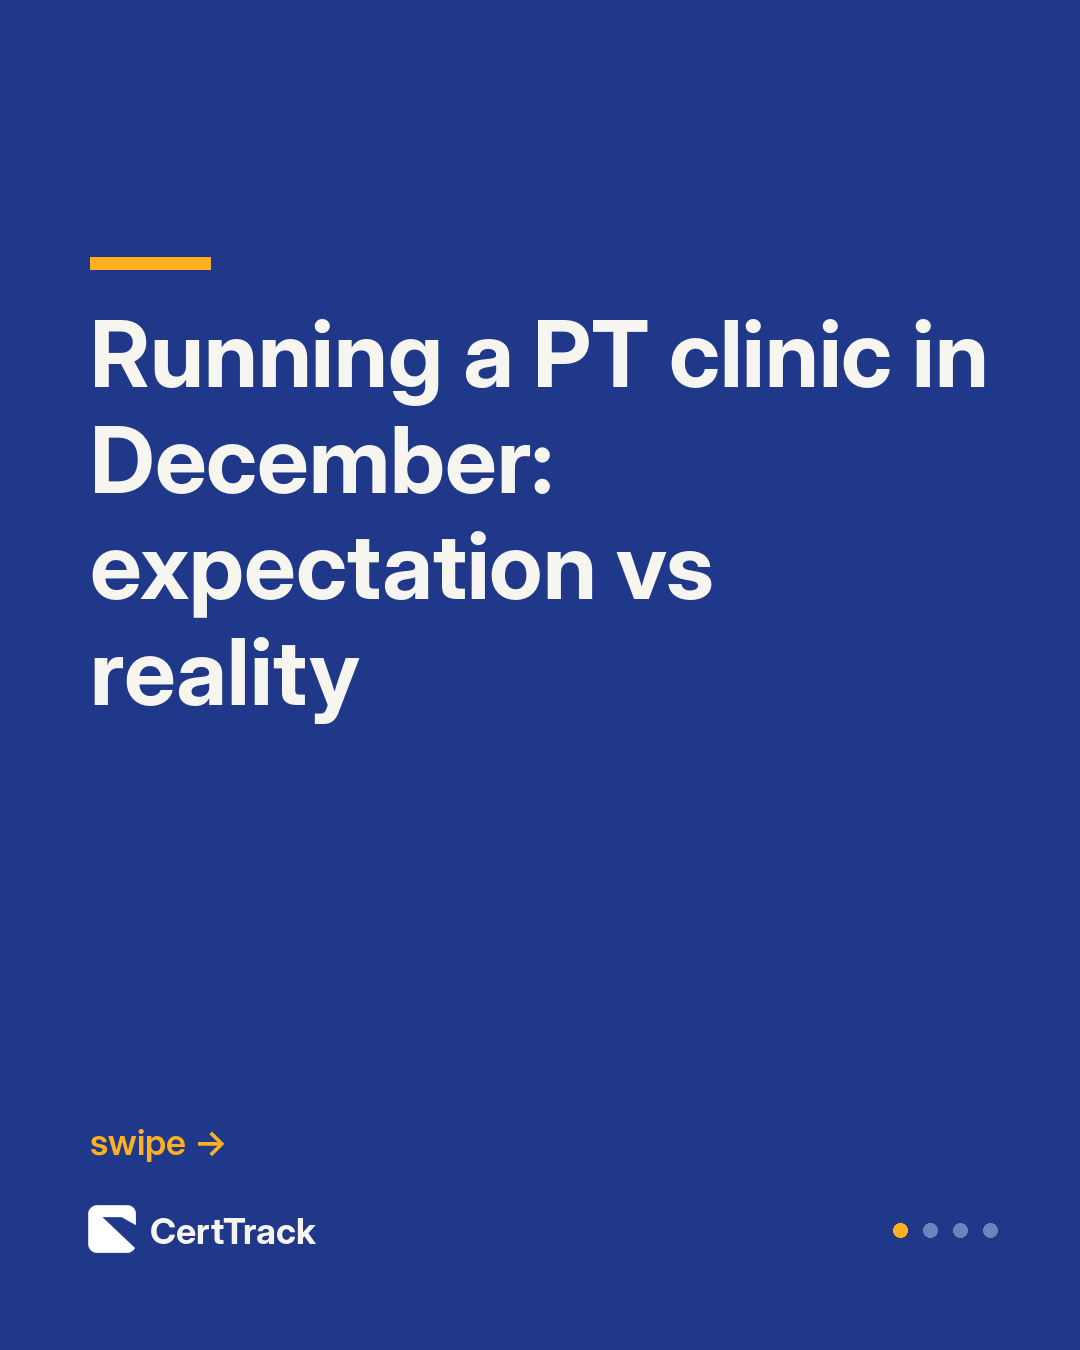 Running a PT clinic in
December:
expectation vs
reality
swipe →
CertTrack